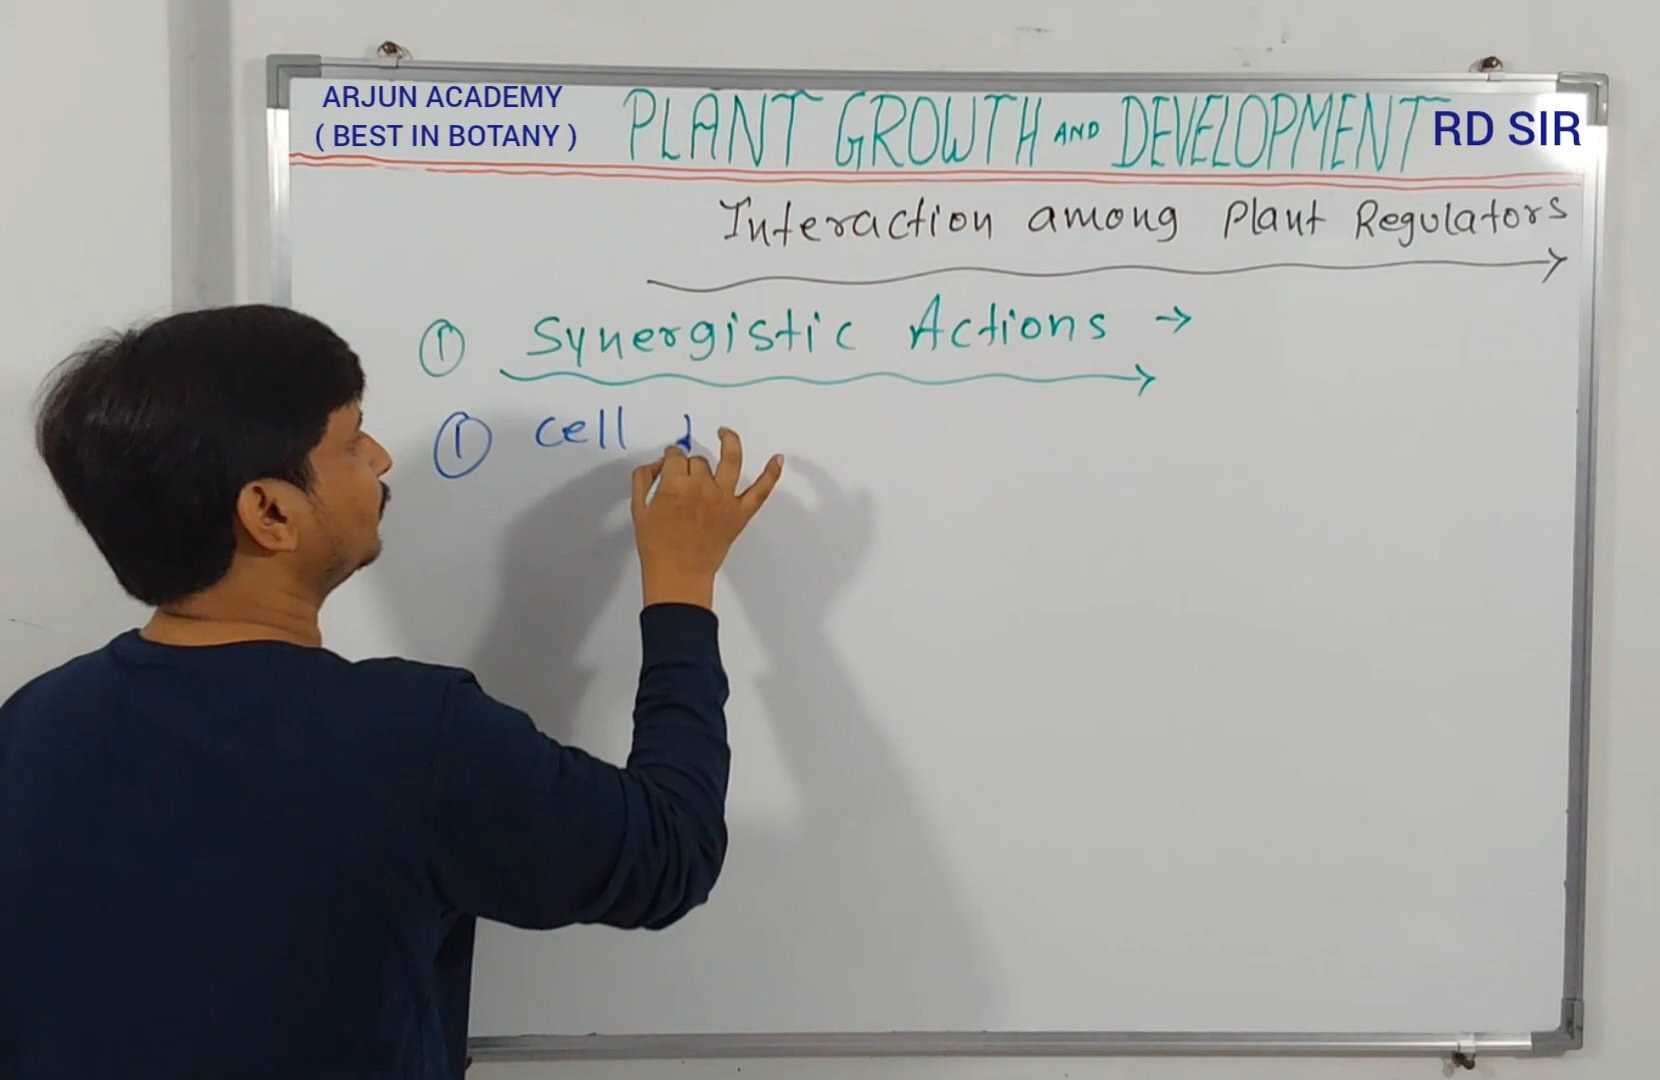 ARJUN ACADEMY
( BEST IN BOTANY )
PLANT GROWTH AND DEVELOPMENT
RD SIR
Interaction among Plant Regulators
① Synergistic Actions →
① Cell